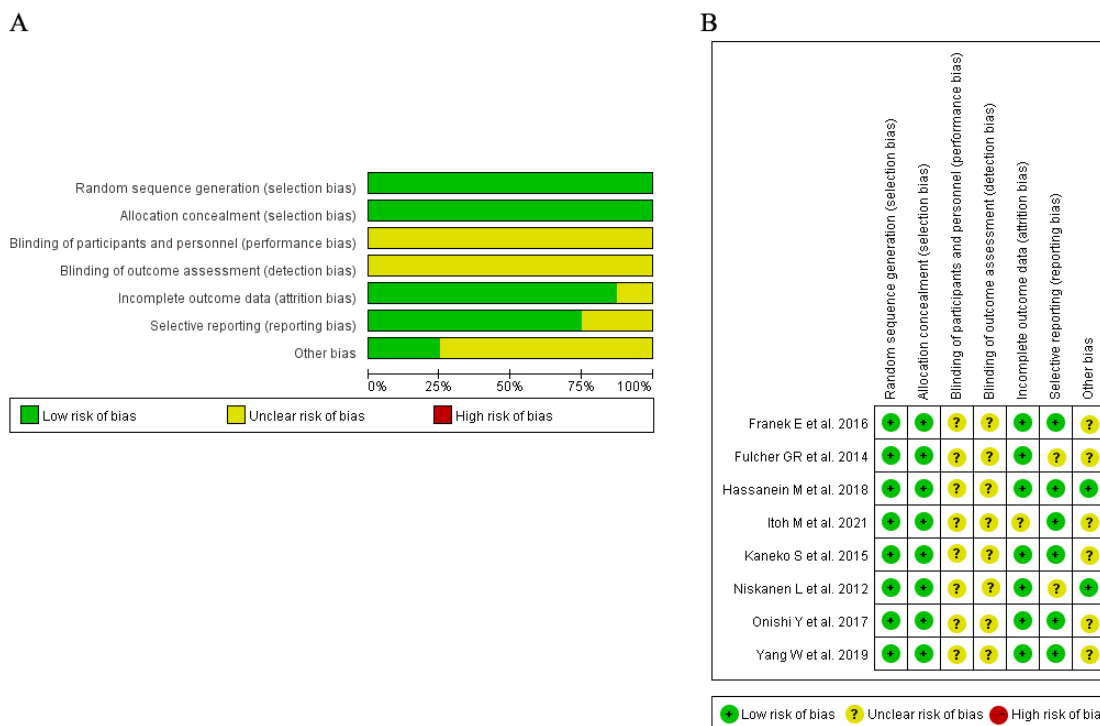 A
Random sequence generation (selection bias)
Allocation concealment (selection bias)
Blinding of participants and personnel (performance bias)
Blinding of outcome assessment (detection bias)
Incomplete outcome data (attrition bias)
Selective reporting (reporting bias)
Other bias
0% 25% 50% 75% 100%
Low risk of bias Unclear risk of bias High risk of bias
B
Random sequence generation (selection bias)
Allocation concealment (selection bias)
Blinding of participants and personnel (performance bias)
Blinding of outcome assessment (detection bias)
Incomplete outcome data (attrition bias)
Selective reporting (reporting bias)
Other bias
Franek E et al. 2016 + + ? ? + + ?
Fulcher GR et al. 2014 + + ? ? + ? ?
Hassanein M et al. 2018 + + ? ? + + +
Itoh M et al. 2021 + + ? ? ? + ?
Kaneko S et al. 2015 + + ? ? + + ?
Niskanen L et al. 2012 + + ? ? + ? +
Onishi Y et al. 2017 + + ? ? + + ?
Yang W et al. 2019 + + ? ? + + ?
+ Low risk of bias ? Unclear risk of bias - High risk of bia